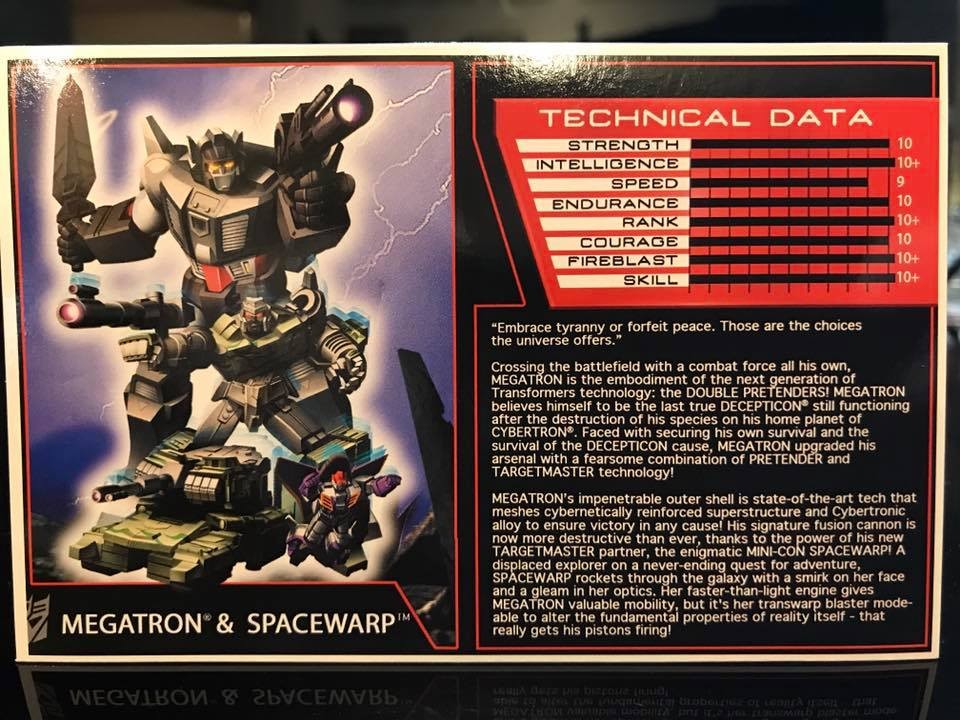 TECHNICAL DATA
STRENGTH 10
INTELLIGENCE 10+
SPEED 9
ENDURANCE 10
RANK 10+
COURAGE 10
FIREBLAST 10+
SKILL 10+
“Embrace tyranny or forfeit peace. Those are the choices
the universe offers.”
Crossing the battlefield with a combat force all his own,
MEGATRON is the embodiment of the next generation of
Transformers technology: the DOUBLE PRETENDERS! MEGATRON
believes himself to be the last true DECEPTICON® still functioning
after the destruction of his species on his home planet of
CYBERTRON®. Faced with securing his own survival and the
survival of the DECEPTICON cause, MEGATRON upgraded his
arsenal with a fearsome combination of PRETENDER and
TARGETMASTER technology!
MEGATRON’s impenetrable outer shell is state-of-the-art tech that
meshes cybernetically reinforced superstructure and Cybertronic
alloy to ensure victory in any cause! His signature fusion cannon is
now more destructive than ever, thanks to the power of his new
TARGETMASTER partner, the enigmatic MINI-CON SPACEWARP! A
displaced explorer on a never-ending quest for adventure,
SPACEWARP rockets through the galaxy with a smirk on her face
and a gleam in her optics. Her faster-than-light engine gives
MEGATRON valuable mobility, but it’s her transwarp blaster mode-
able to alter the fundamental properties of reality itself - that
really gets his pistons firing!
MEGATRON® & SPACEWARP™